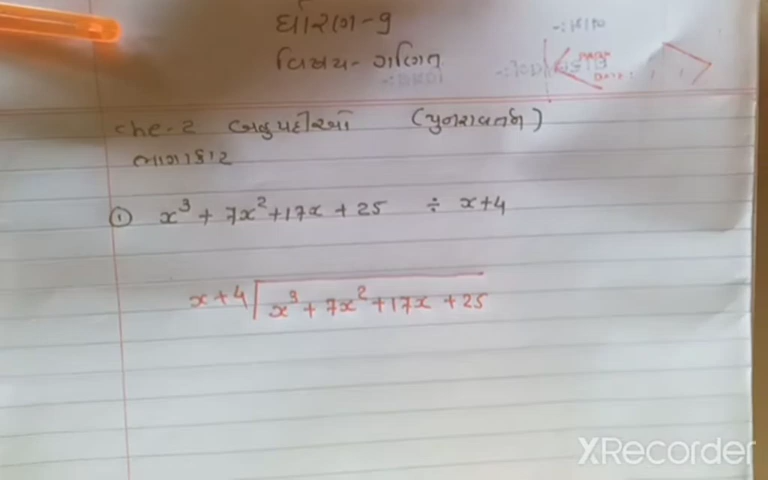 ધોરણ-9
વિષય- ગણિત
che-2 બહુપદીઓ (પુનરાવર્તન)
ભાગાકાર
① x³ + 7x² + 17x + 25 ÷ x+4
x+4 x³ + 7x² + 17x + 25
XRecorder